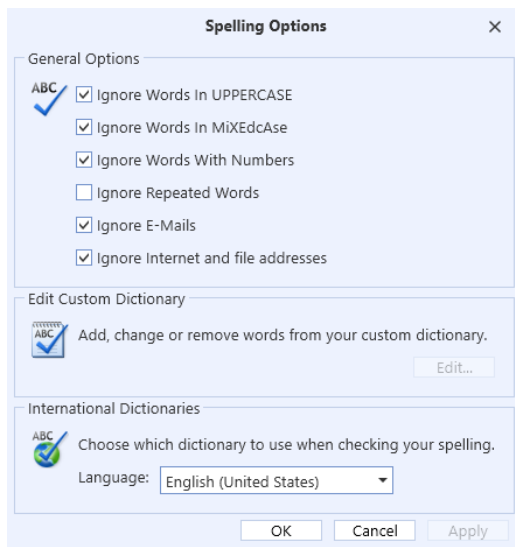 Spelling Options
General Options
ABC
Ignore Words In UPPERCASE
Ignore Words In MiXEdcAse
Ignore Words With Numbers
Ignore Repeated Words
Ignore E-Mails
Ignore Internet and file addresses
Edit Custom Dictionary
ABC
Add, change or remove words from your custom dictionary.
Edit...
International Dictionaries
ABC
Choose which dictionary to use when checking your spelling.
Language: English (United States)
OK Cancel Apply